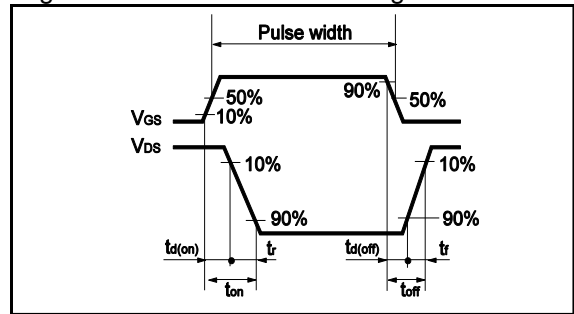 Pulse width
90%
50%
50%
10%
VGS
VDS
10%
10%
90%
90%
td(on)
tr
td(off)
tf
ton
toff